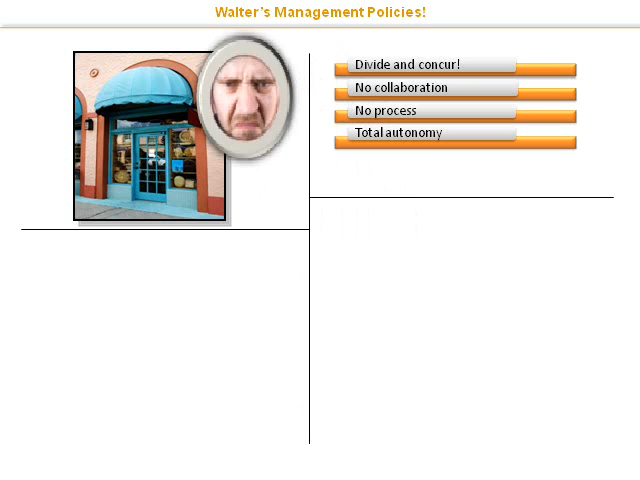 Walter's Management Policies!
Divide and concur!
No collaboration
No process
Total autonomy